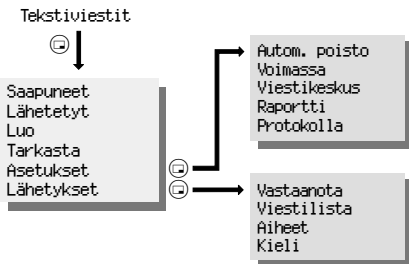 Tekstiviestit
Saapuneet
Lähetetyt
Luo
Tarkasta
Asetukset
Lähetykset
Autom. poisto
Voimassa
Viestikeskus
Raportti
Protokolla
Vastaanota
Viestilista
Aiheet
Kieli